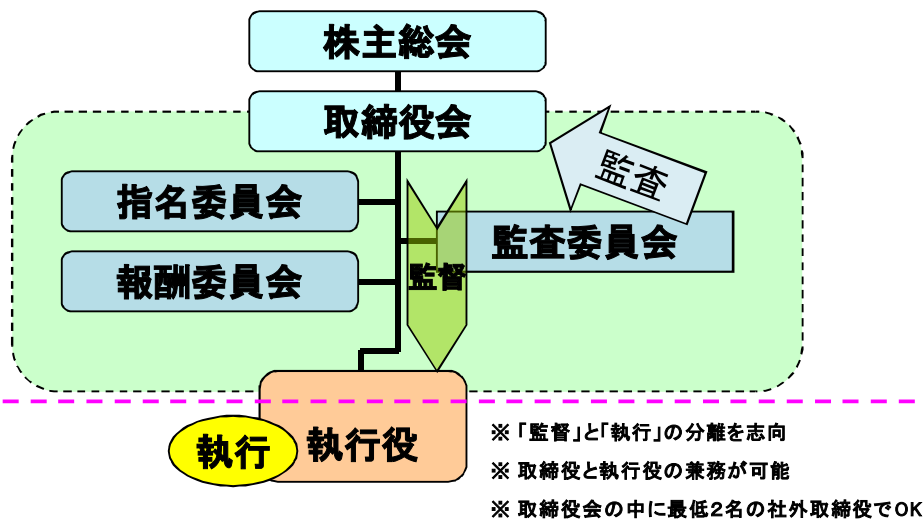 株主総会
取締役会
監査
指名委員会
監査委員会
報酬委員会
監督
執行
執行役
※「監督」と「執行」の分離を志向
※ 取締役と執行役の兼務が可能
※ 取締役会の中に最低2名の社外取締役でOK